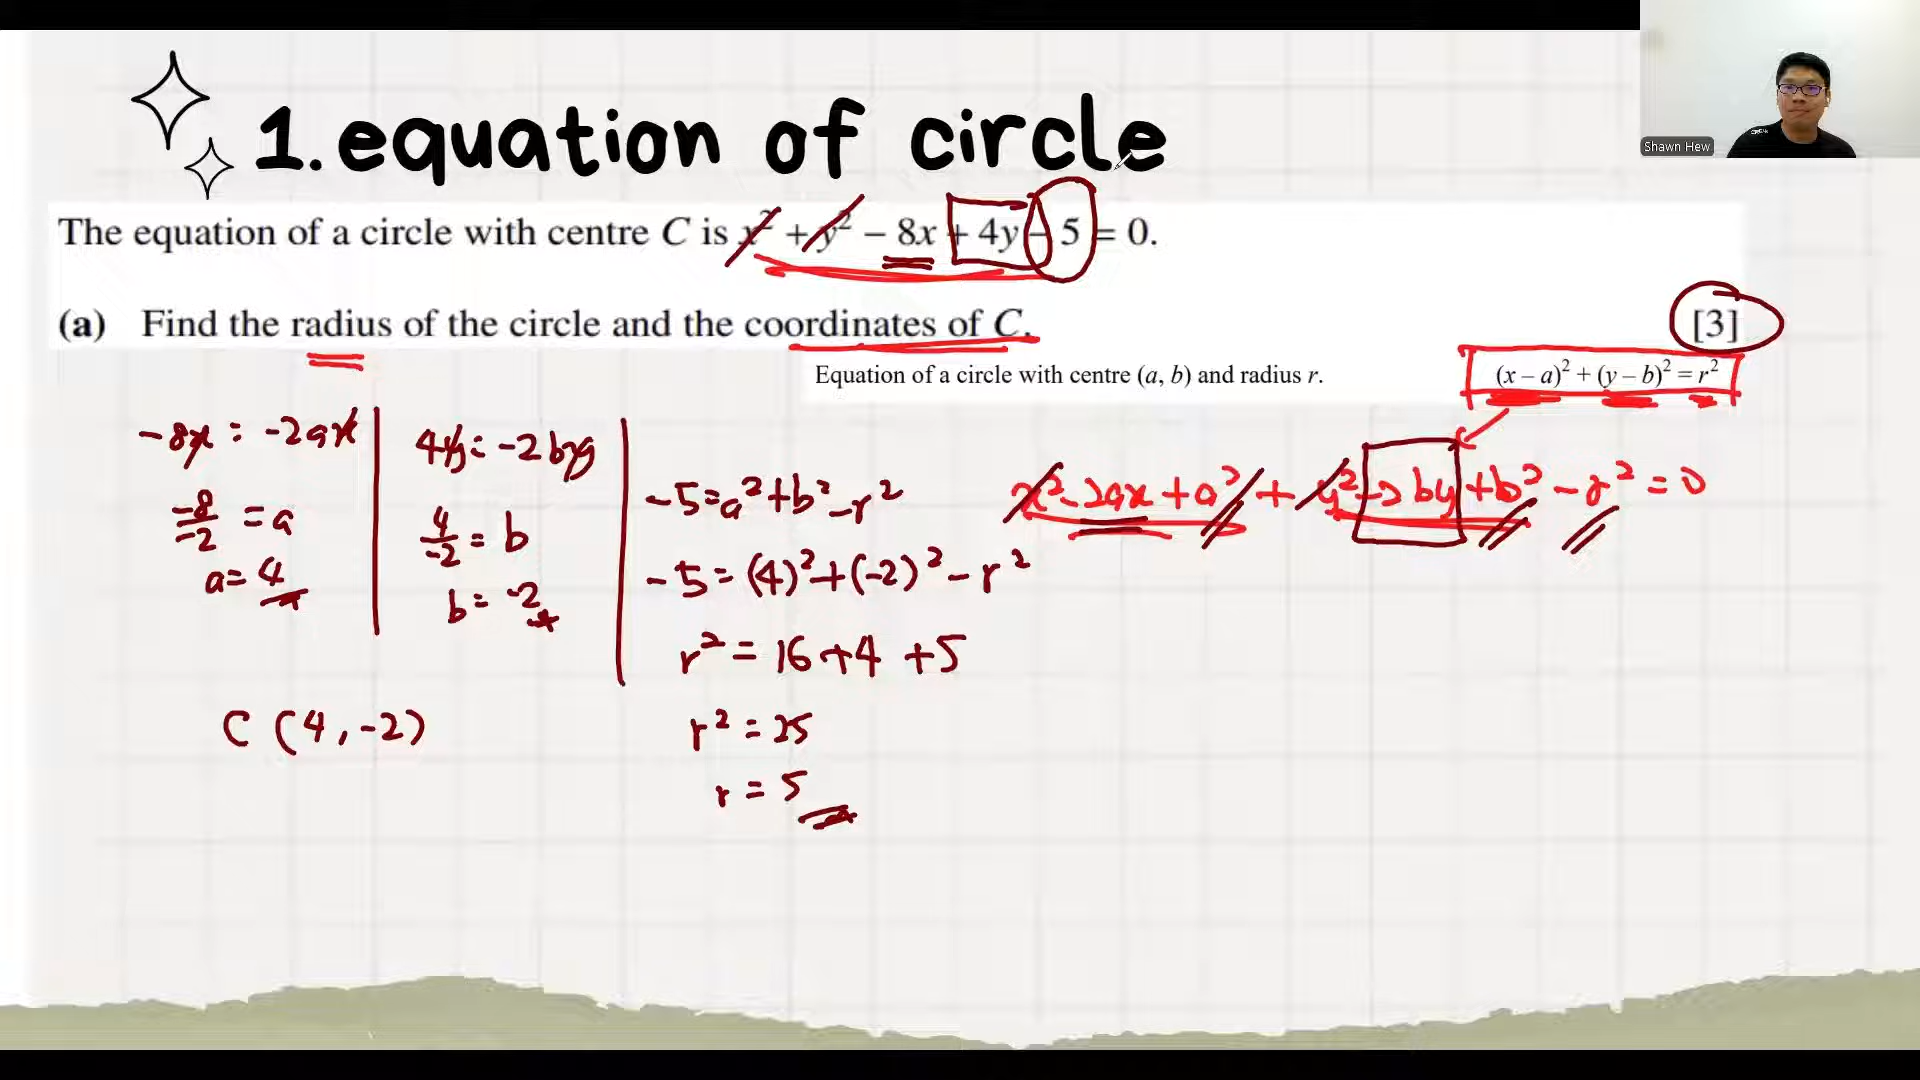 1. equation of circle
Shawn Hew
The equation of a circle with centre C is x² + y² − 8x + 4y − 5 = 0.
(a) Find the radius of the circle and the coordinates of C. [3]
Equation of a circle with centre (a, b) and radius r. (x – a)² + (y – b)² = r²
x² - 2ax + a² + y² - 2by + b² - r² = 0
-8x = -2ax
-8/-2 = a
a = 4
4y = -2by
4/-2 = b
b = -2
-5 = a² + b² - r²
-5 = (4)² + (-2)² - r²
r² = 16 + 4 + 5
r² = 25
r = 5
C (4, -2)